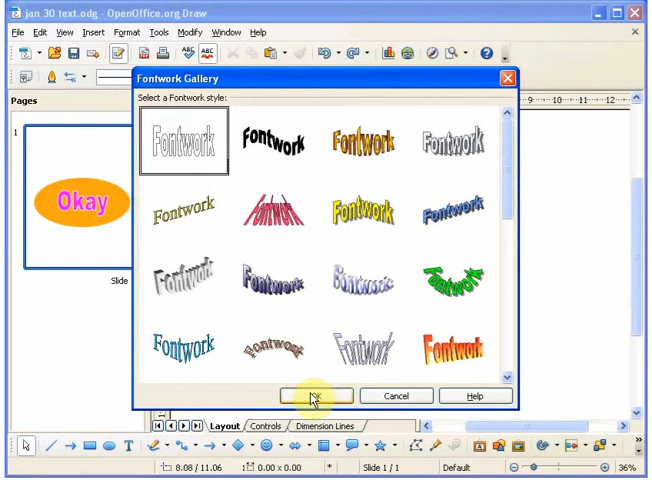 jan 30 text.odg - OpenOffice.org Draw
File Edit View Insert Format Tools Modify Window Help
Fontwork Gallery
Pages
Select a Fontwork style:
1
Okay
Slide
Fontwork Fontwork Fontwork Fontwork
Fontwork Fontwork Fontwork Fontwork
Fontwork Fontwork Fontwork Fontwork
Fontwork Fontwork Fontwork Fontwork
OK Cancel Help
Layout Controls Dimension Lines
8.08 / 11.06 0.00 x 0.00 * Slide 1 / 1 Default 36%